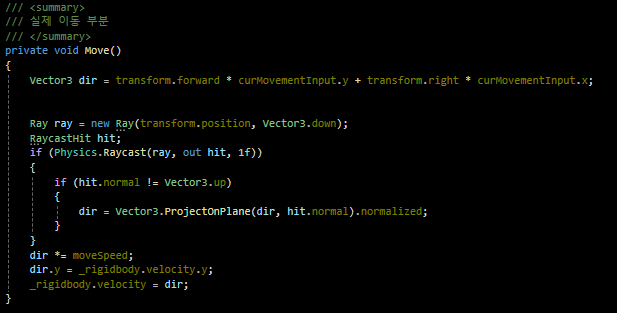 /// <summary>
/// 실제 이동 부분
/// </summary>
private void Move()
{
Vector3 dir = transform.forward * curMovementInput.y + transform.right * curMovementInput.x;
Ray ray = new Ray(transform.position, Vector3.down);
RaycastHit hit;
if (Physics.Raycast(ray, out hit, 1f))
{
if (hit.normal != Vector3.up)
{
dir = Vector3.ProjectOnPlane(dir, hit.normal).normalized;
}
}
dir *= moveSpeed;
dir.y = _rigidbody.velocity.y;
_rigidbody.velocity = dir;
}